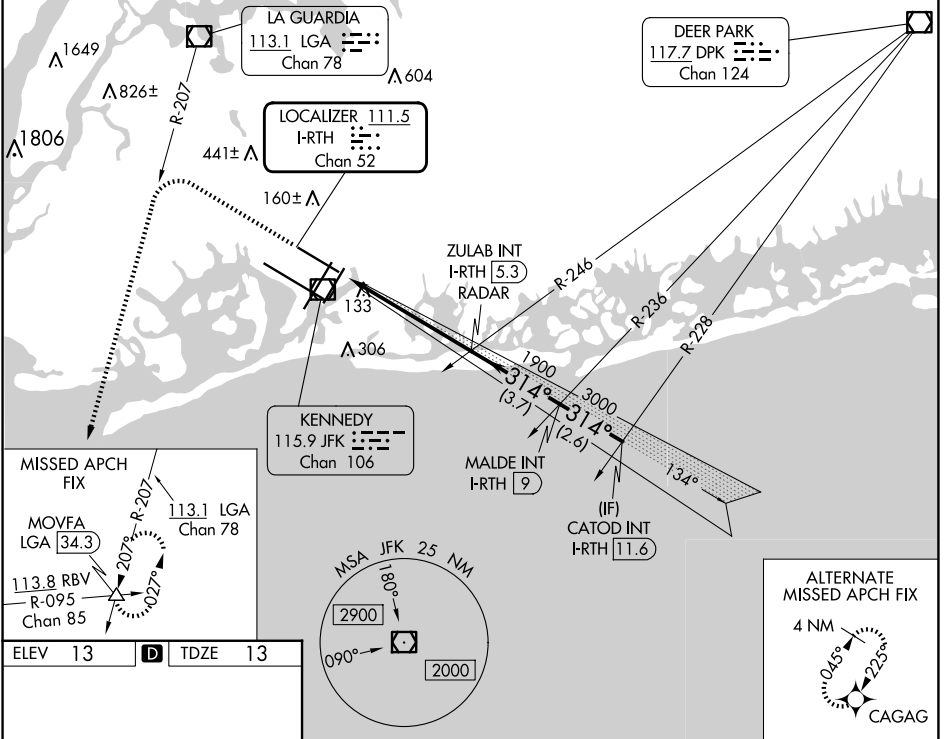 LA GUARDIA
113.1 LGA
Chan 78
DEER PARK
117.7 DPK
Chan 124
1649
826±
604
R-207
1806
441±
LOCALIZER 111.5
I-RTH
Chan 52
160±
ZULAB INT
I-RTH 5.3
RADAR
R-246
R-236
R-228
133
306
1900
3000
314°
(3.7)
314°
(2.6)
134°
KENNEDY
115.9 JFK
Chan 106
MALDE INT
I-RTH 9
(IF)
CATOD INT
I-RTH 11.6
MISSED APCH
FIX
R-207
113.1 LGA
Chan 78
MOVFA
LGA 34.3
207°
027°
113.8 RBV
R-095
Chan 85
MSA JFK 25 NM
180°
2900
090°
2000
ALTERNATE
MISSED APCH FIX
4 NM
045°
225°
CAGAG
ELEV 13 D TDZE 13